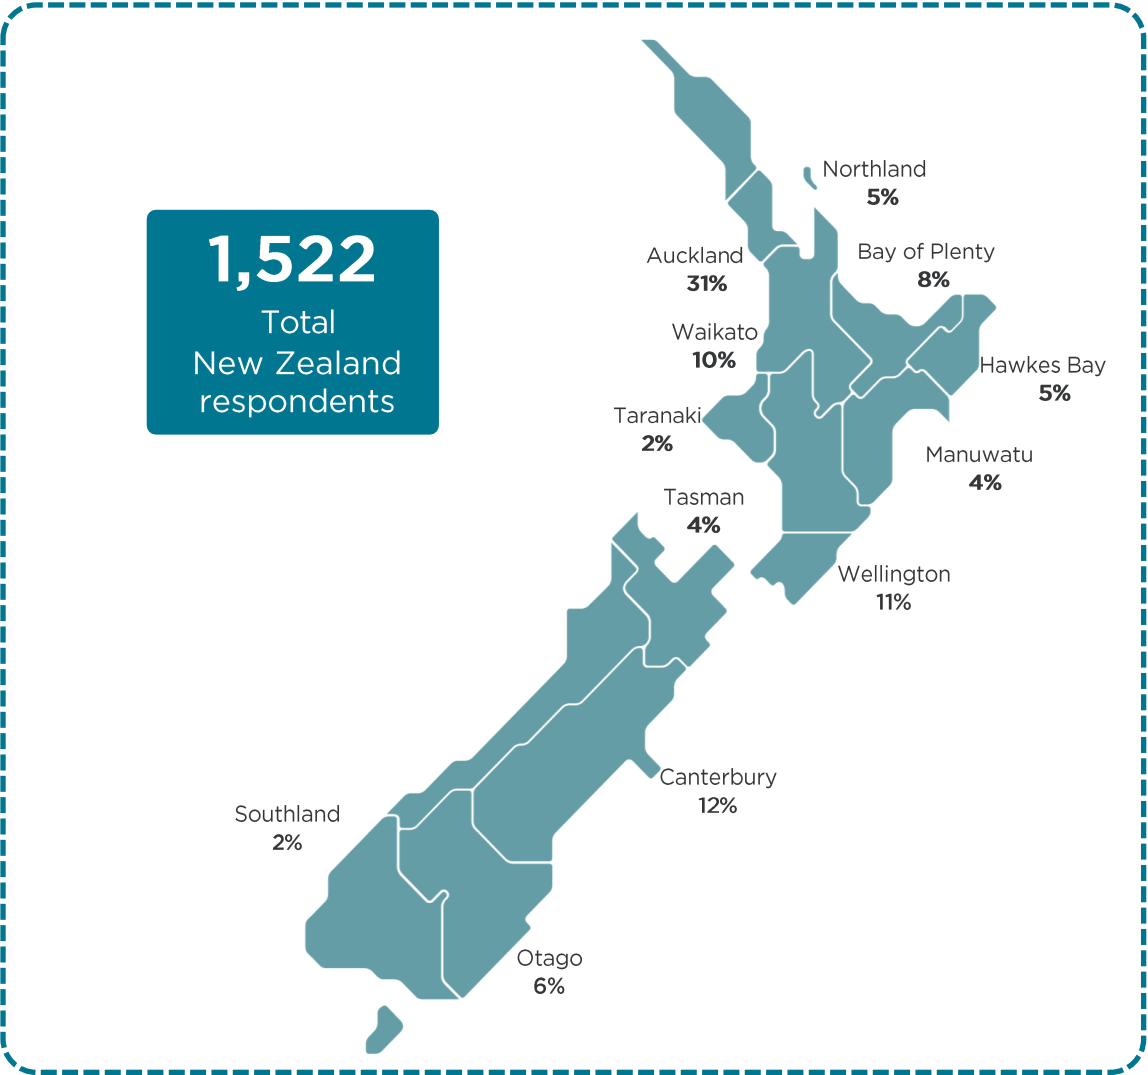 1,522
Total
New Zealand
respondents
Northland
5%
Auckland
31%
Bay of Plenty
8%
Waikato
10%
Hawkes Bay
5%
Taranaki
2%
Manuwatu
4%
Tasman
4%
Wellington
11%
Canterbury
12%
Southland
2%
Otago
6%